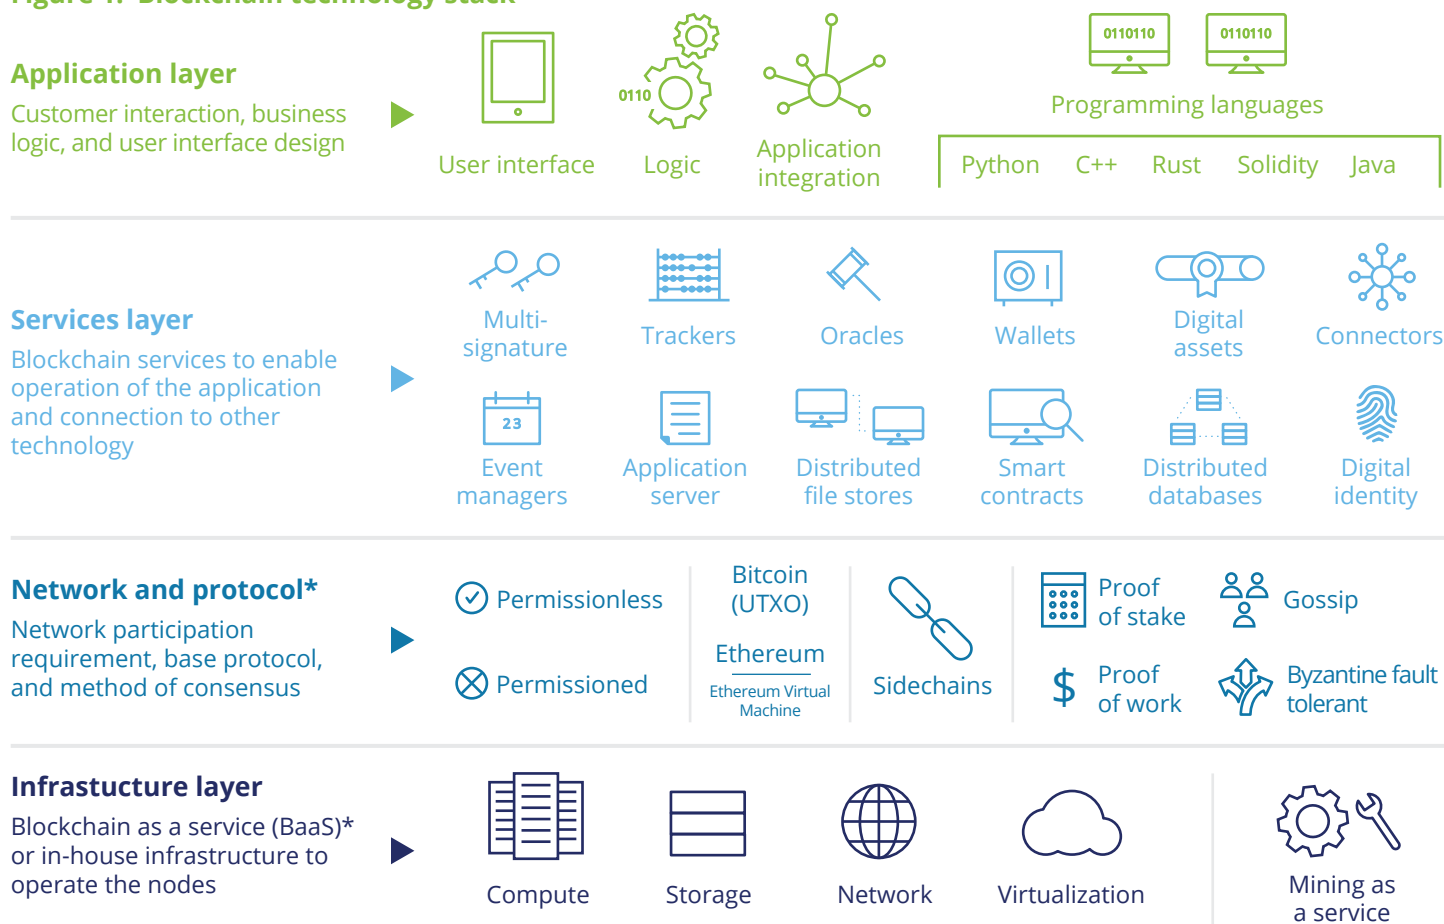 Figure 1. Blockchain technology stack
Application layer
Customer interaction, business
logic, and user interface design
User interface
0110
Logic
Application
integration
0110110
0110110
Programming languages
Python
C++
Rust
Solidity
Java
Services layer
Blockchain services to enable
operation of the application
and connection to other
technology
Multi-
signature
Trackers
Oracles
Wallets
Digital
assets
Connectors
23
Event
managers
Application
server
Distributed
file stores
Smart
contracts
Distributed
databases
Digital
identity
Network and protocol*
Network participation
requirement, base protocol,
and method of consensus
Permissionless
Permissioned
Bitcoin
(UTXO)
Ethereum
Ethereum Virtual
Machine
Sidechains
Proof
of stake
$
Proof
of work
Gossip
Byzantine fault
tolerant
Infrastucture layer
Blockchain as a service (BaaS)*
or in-house infrastructure to
operate the nodes
Compute
Storage
Network
Virtualization
Mining as
a service